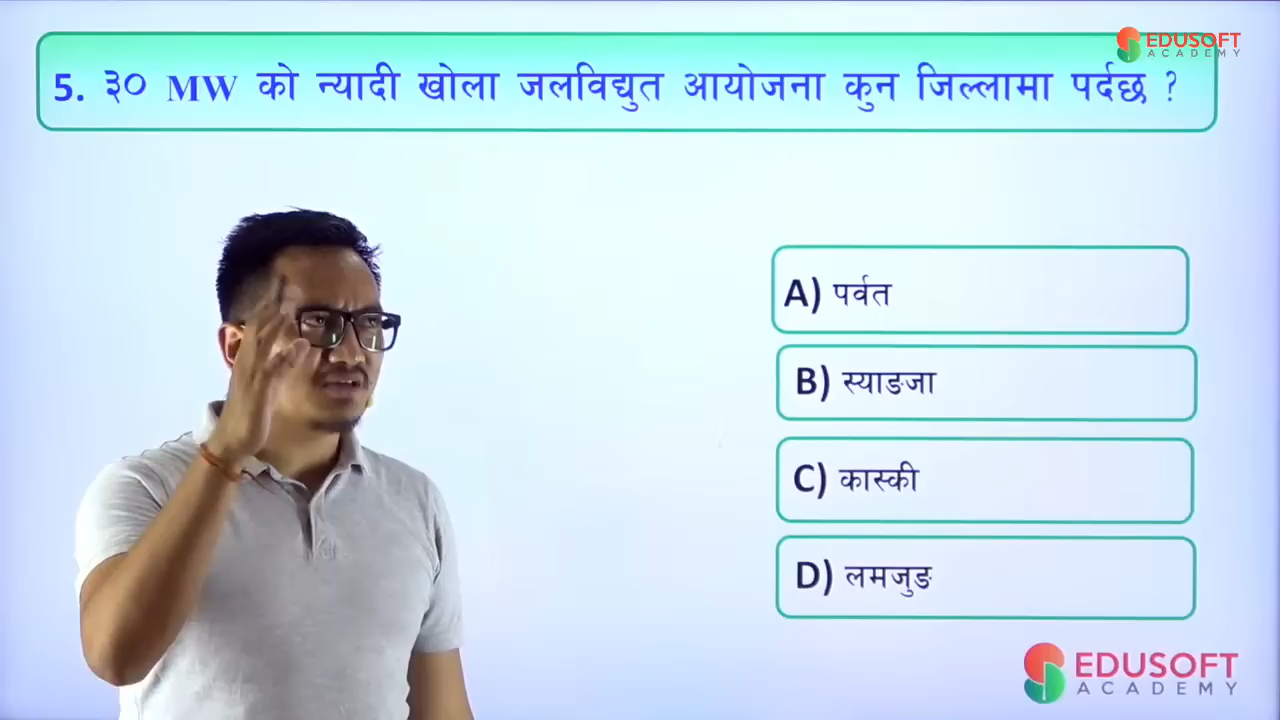 EDUSOFT
ACADEMY
5. ३० MW को न्यादी खोला जलविद्युत आयोजना कुन जिल्लामा पर्दछ ?
A) पर्वत
B) स्याङजा
C) कास्की
D) लमजुङ
EDUSOFT
ACADEMY